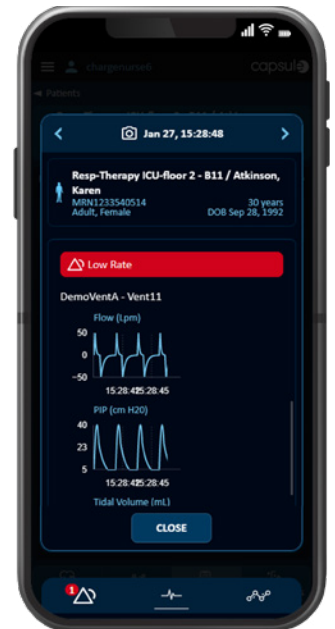 chargenurse6
capsul
Patients
Jan 27, 15:28:48
Resp-Therapy ICU-floor 2 - B11 / Atkinson,
Karen
MRN1233540514 30 years
Adult, Female DOB Sep 28, 1992
Low Rate
DemoVentA - Vent11
Flow (Lpm)
50
0
-50
15:28:4215:28:45
PIP (cm H20)
40
23
5
15:28:4215:28:45
Tidal Volume (mL)
CLOSE
1